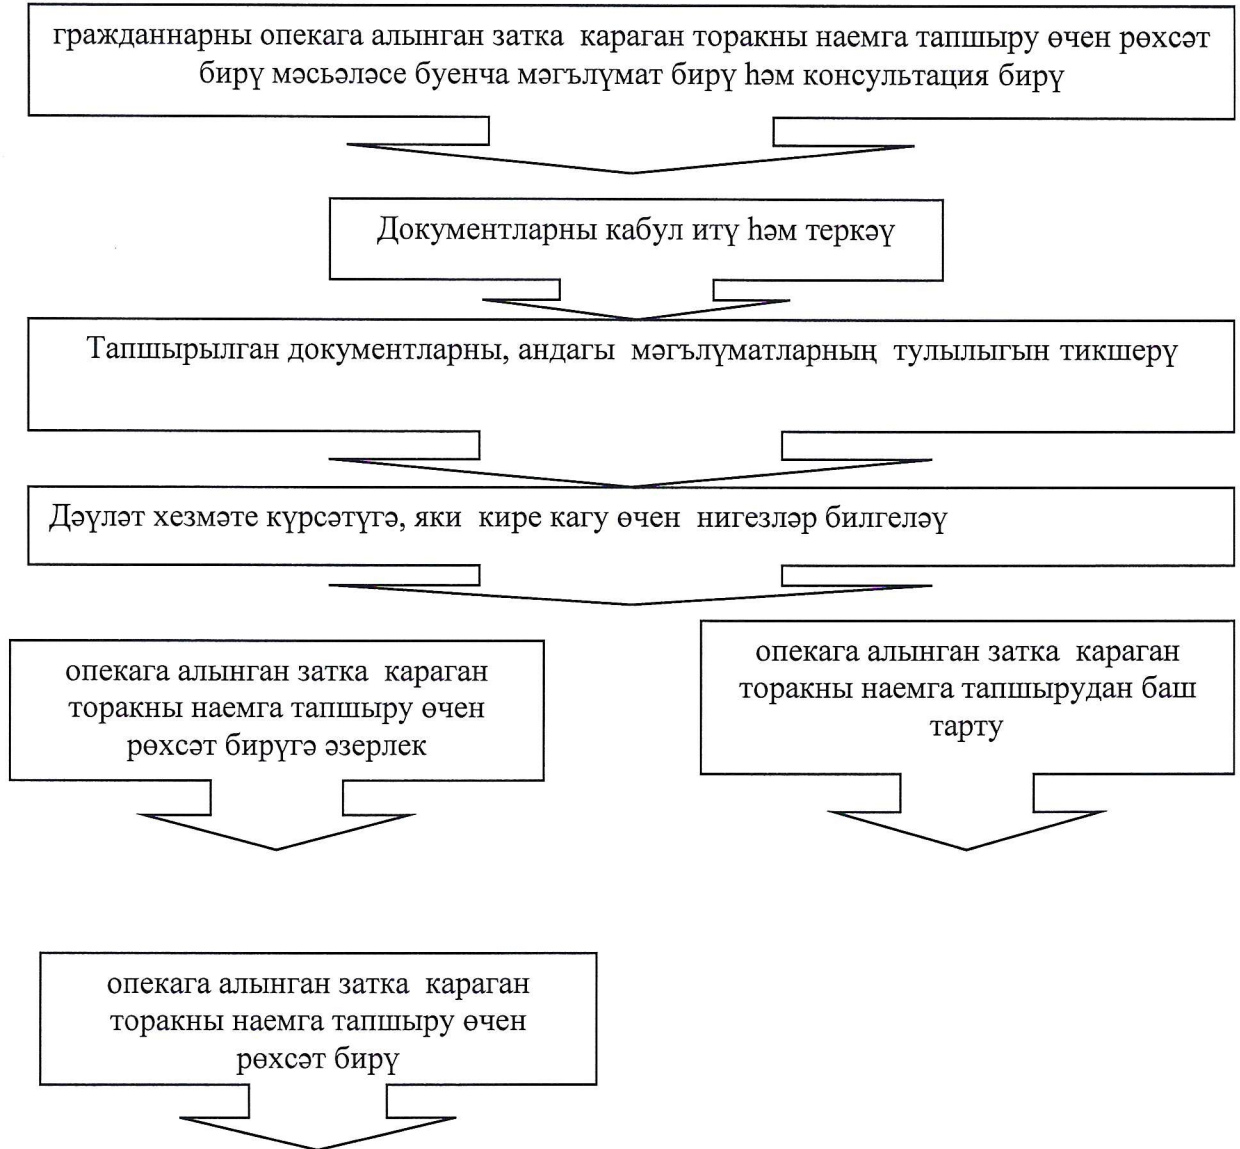 гражданнарны опекага алынган затка караган торакны наемга тапшыру өчен рөхсәт
бирү мәсьәләсе буенча мәгълүмат бирү һәм консультация бирү
Документларны кабул итү һәм теркәү
Тапшырылган документларны, андагы мәгълүматларның тулылыгын тикшерү
Дәүләт хезмәте күрсәтүгә, яки кире кагу өчен нигезләр билгеләү
опекага алынган затка караган
торакны наемга тапшыру өчен
рөхсәт бирүгә әзерлек
опекага алынган затка караган
торакны наемга тапшырудан баш
тарту
опекага алынган затка караган
торакны наемга тапшыру өчен
рөхсәт бирү